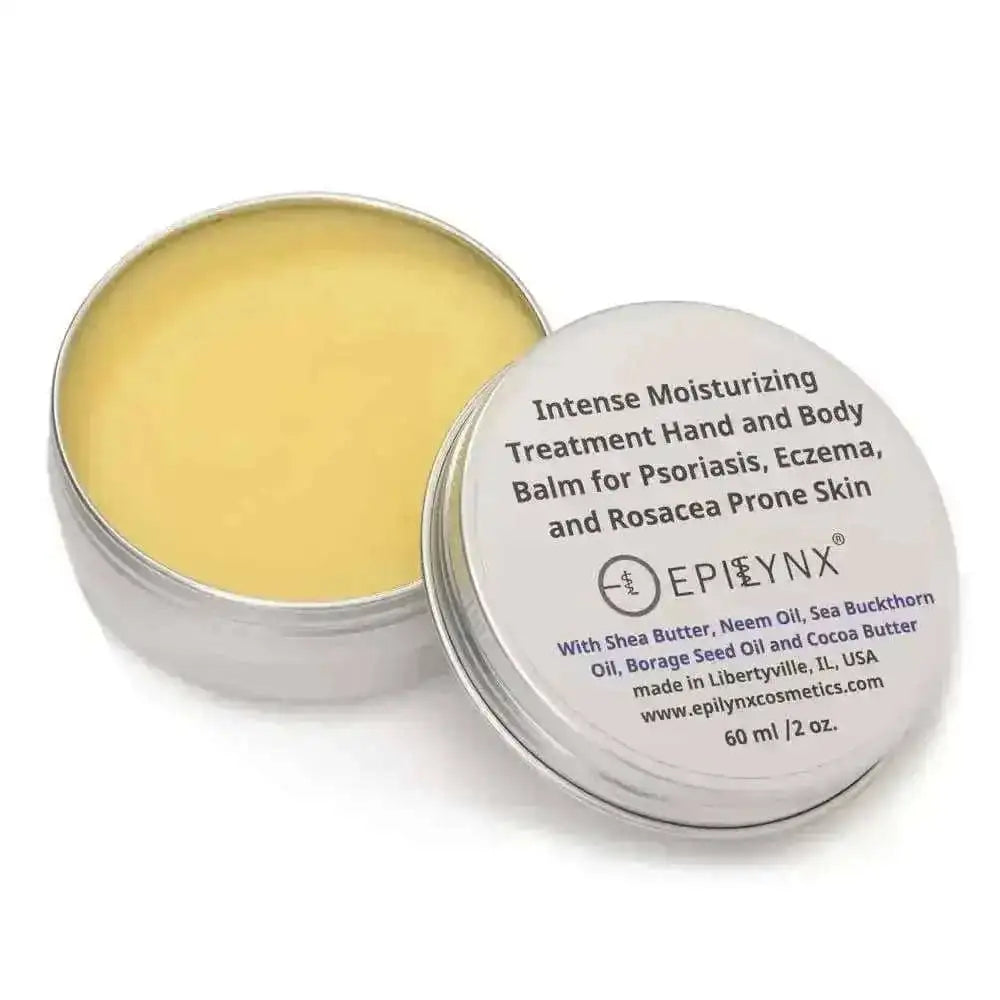 Intense Moisturizing
Treatment Hand and Body
Balm for Psoriasis, Eczema,
and Rosacea Prone Skin
EPILYNX®
With Shea Butter, Neem Oil, Sea Buckthorn
Oil, Borage Seed Oil and Cocoa Butter
made in Libertyville, IL, USA
www.epilynxcosmetics.com
60 ml /2 oz.